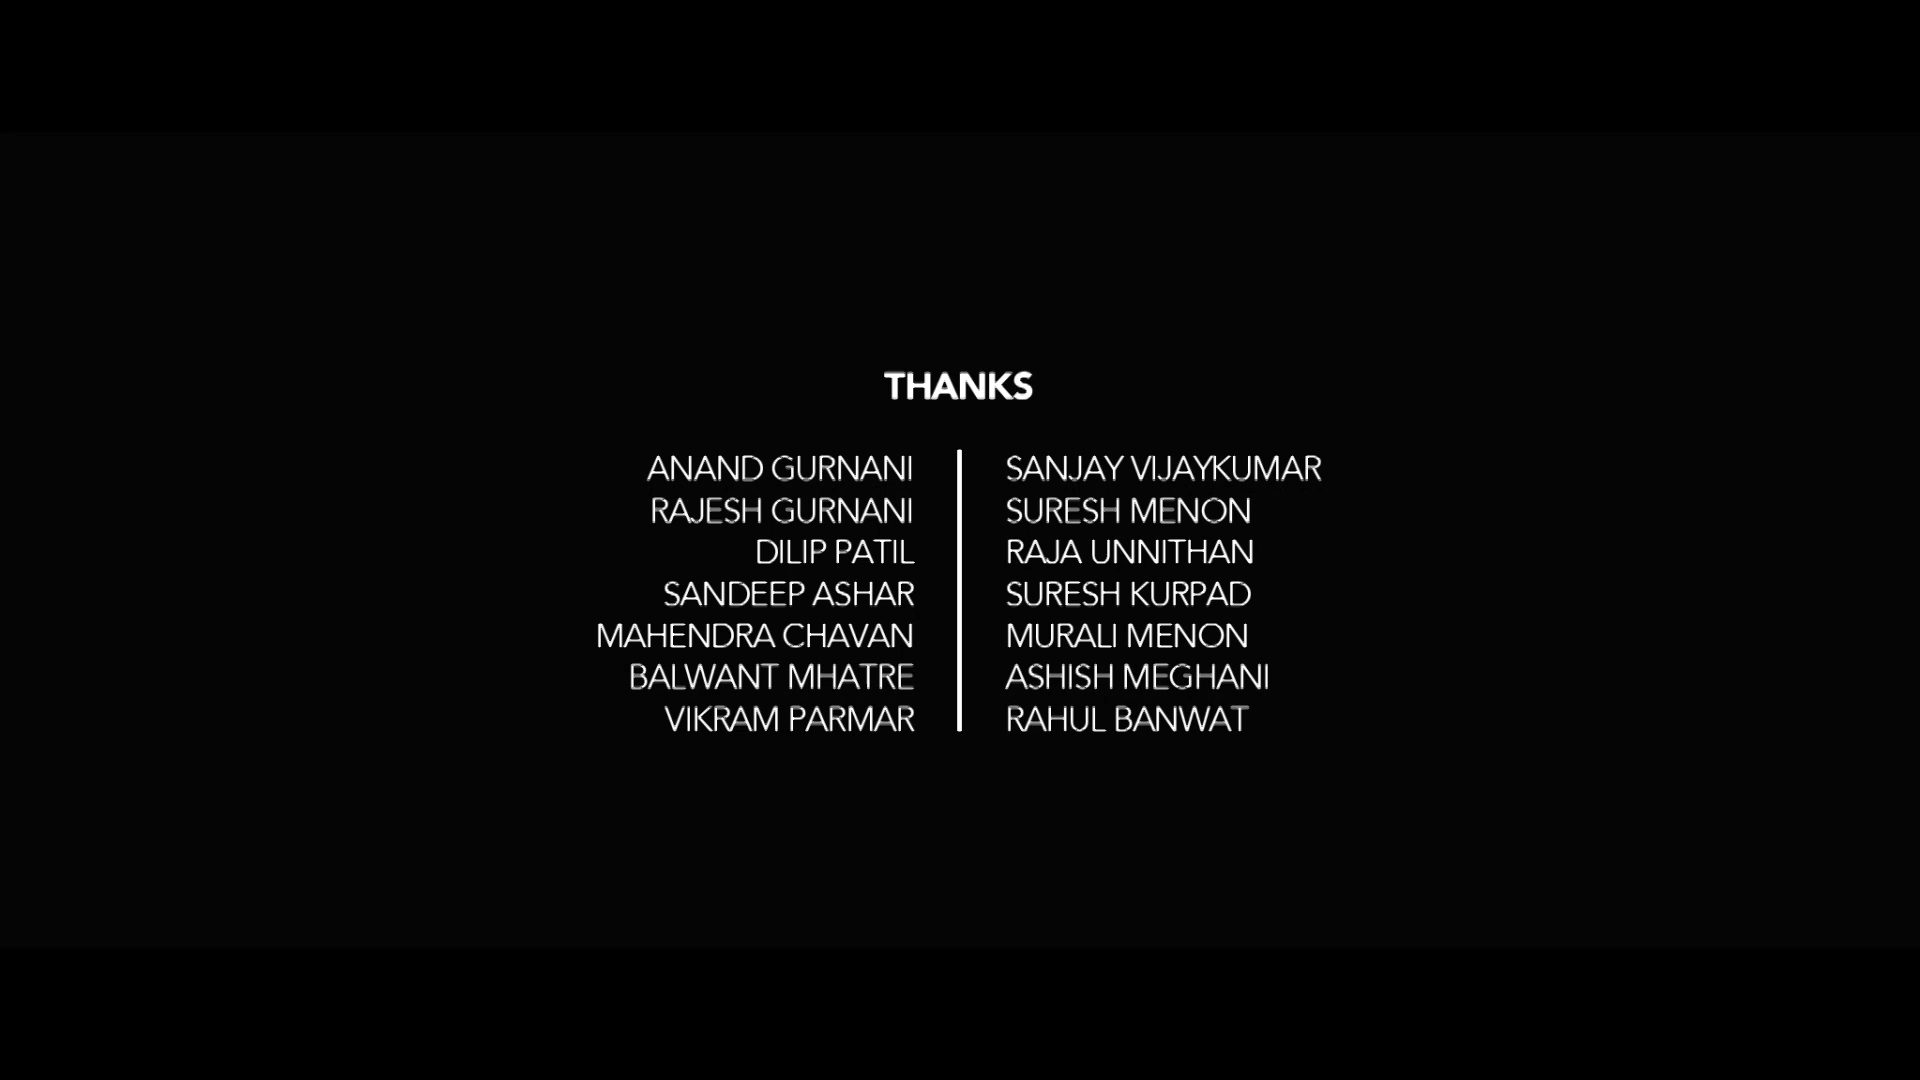 THANKS
ANAND GURNANI
RAJESH GURNANI
DILIP PATIL
SANDEEP ASHAR
MAHENDRA CHAVAN
BALWANT MHATRE
VIKRAM PARMAR
SANJAY VIJAYKUMAR
SURESH MENON
RAJA UNNITHAN
SURESH KURPAD
MURALI MENON
ASHISH MEGHANI
RAHUL BANWAT